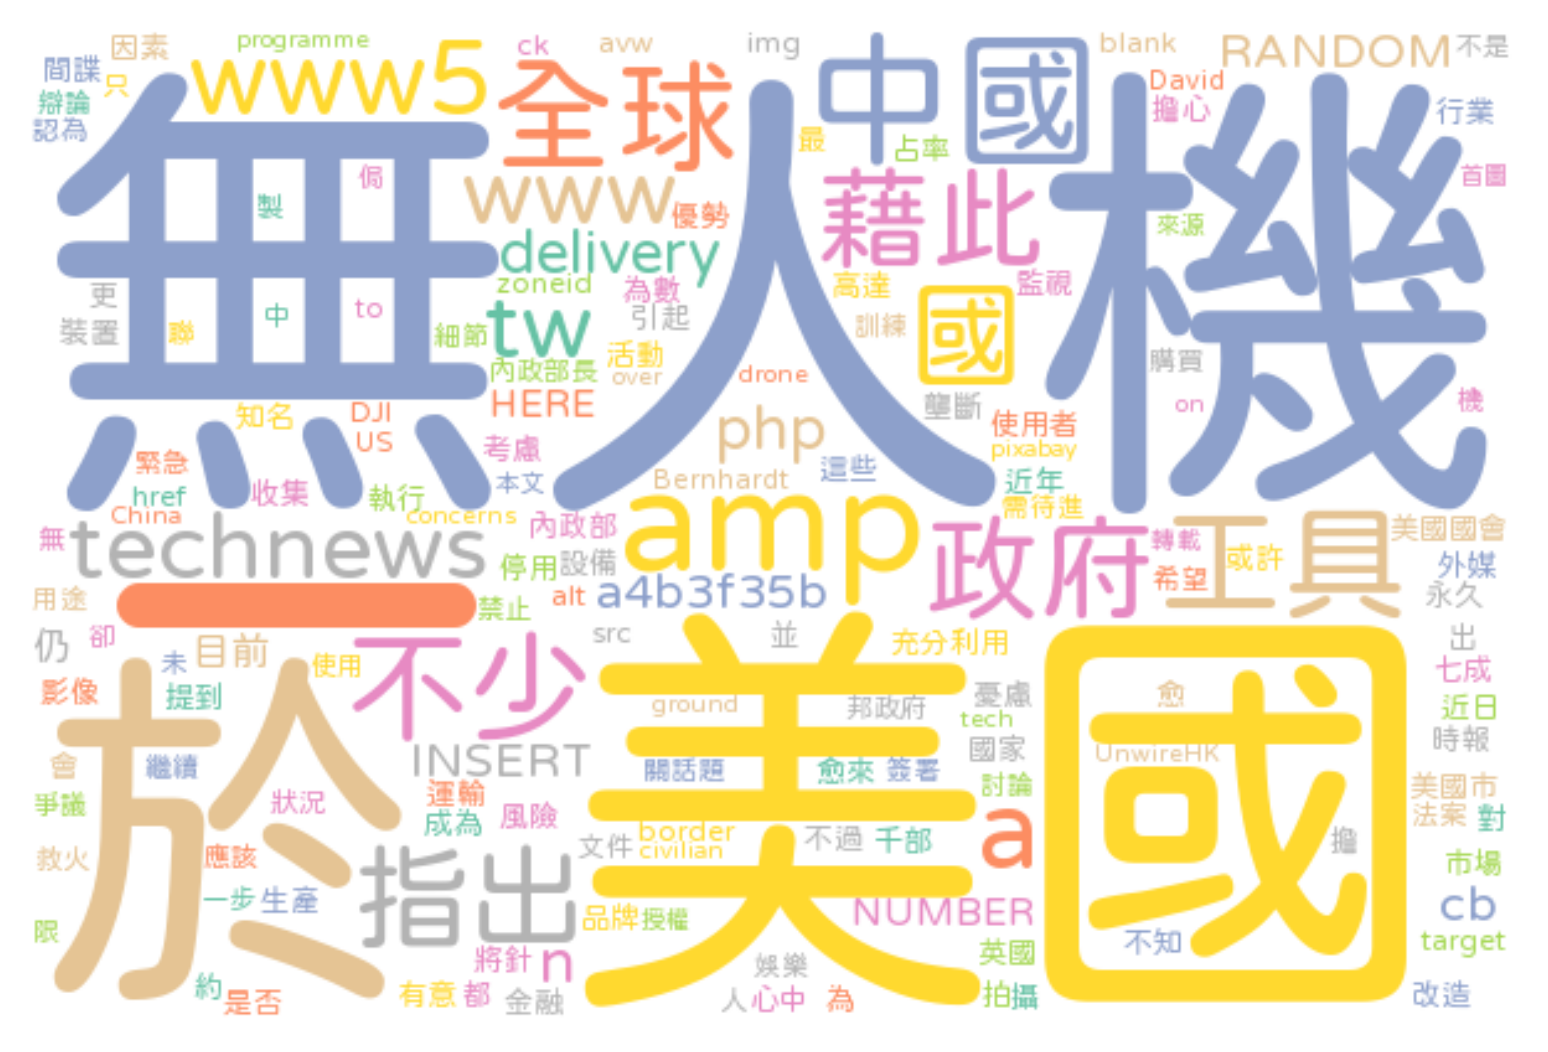 因素
programme
ck
avw
img
blank
RANDOM
不是
間諜
只
www5
全球
中國
David
擔心
行業
辯論
認為
無人機
最
占率
侷
製
www
優勢
藉此
來源
首圖
delivery
zoneid
為數
高達
監視
更
裝置
聯
中
to
細節
tw
引起
訓練
國
內政部長
活動
over
drone
購買
HERE
壟斷
on
機
知名
DJI
US
php
使用者
pixabay
緊急
考慮
href
收集
執行
本文
Bernhardt
這些
近年
China
concerns
需待進
無
technews
內政部
amp
政府
轉載
工具
美國國會
停用
設備
或許
外媒
希望
永久
用途
一
禁止
alt
a4b3f35b
仍
卻
目前
未
使用
不少
src
並
充分利用
出
七成
影像
提到
於
美國
ground
邦政府
憂慮
tech
愈
近日
時報
會
繼續
INSERT
關話題
愈來
簽署
國家
UnwireHK
爭議
狀況
運輸
成為
風險
討論
美國市
法案
對
文件
border
civilian
不過
千部
a
擔
救火
應該
指出
市場
一步
生產
品牌
授權
NUMBER
cb
限
不知
target
將針
n
娛樂
英國
約
是否
有意
都
金融
人
心中
為
拍攝
改造